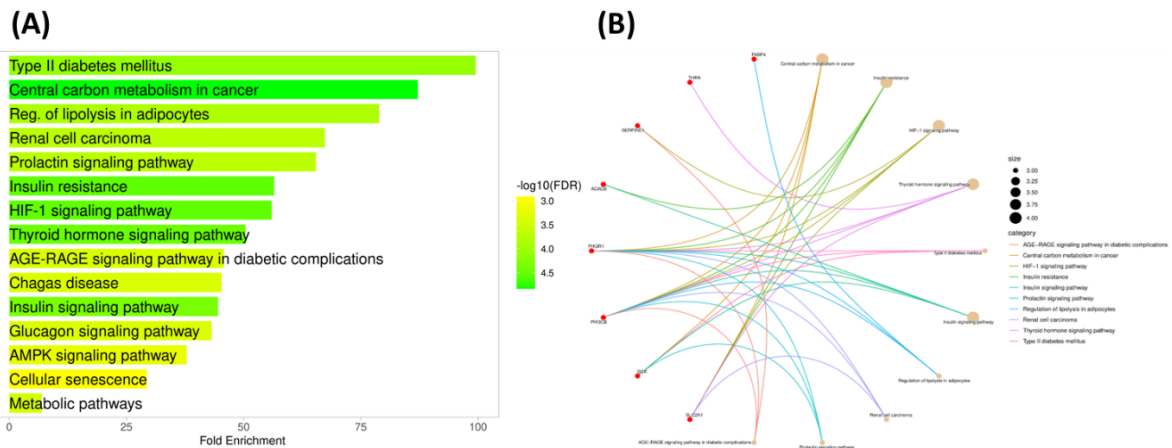 (A)
Type II diabetes mellitus
Central carbon metabolism in cancer
Reg. of lipolysis in adipocytes
Renal cell carcinoma
Prolactin signaling pathway
Insulin resistance
HIF-1 signaling pathway
Thyroid hormone signaling pathway
AGE-RAGE signaling pathway in diabetic complications
Chagas disease
Insulin signaling pathway
Glucagon signaling pathway
AMPK signaling pathway
Cellular senescence
Metabolic pathways
0 25 50 75 100
Fold Enrichment
-log10(FDR)
3.0
3.5
4.0
4.5
(B)
FABP4
Central carbon metabolism in cancer
THRA
Insulin resistance
SERPINE1
HIF-1 signaling pathway
ACACB
Thyroid hormone signaling pathway
PIK3R1
Type II diabetes mellitus
PIK3CB
Insulin signaling pathway
GCK
Regulation of lipolysis in adipocytes
SLC2A1
Renal cell carcinoma
AGE-RAGE signaling pathway in diabetic complications
Prolactin signaling pathway
size
3.00
3.25
3.50
3.75
4.00
category
AGE-RAGE signaling pathway in diabetic complications
Central carbon metabolism in cancer
HIF-1 signaling pathway
Insulin resistance
Insulin signaling pathway
Prolactin signaling pathway
Regulation of lipolysis in adipocytes
Renal cell carcinoma
Thyroid hormone signaling pathway
Type II diabetes mellitus